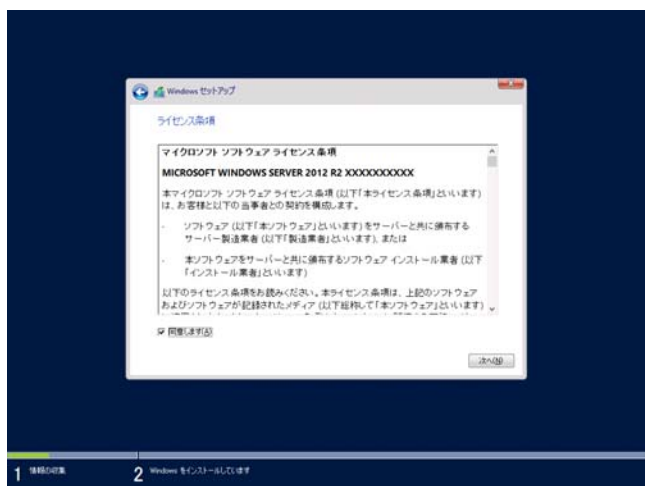 Windows セットアップ
ライセンス条項
マイクロソフト ソフトウェア ライセンス条項
MICROSOFT WINDOWS SERVER 2012 R2 XXXXXXXXXX
本マイクロソフト ソフトウェア ライセンス条項 (以下「本ライセンス条項」といいます)
は、お客様と以下の当事者との契約を構成します。
- ソフトウェア (以下「本ソフトウェア」といいます) をサーバーと共に頒布する
サーバー製造業者 (以下「製造業者」といいます)、または
- 本ソフトウェアをサーバーと共に頒布するソフトウェア インストール業者 (以下
「インストール業者」といいます)
以下のライセンス条項をお読みください。本ライセンス条項は、上記のソフトウェア
およびソフトウェアが記録されたメディア (以下総称して「本ソフトウェア」といいます)
同意します(A)
次へ(N)
1 情報の収集
2 Windows をインストールしています